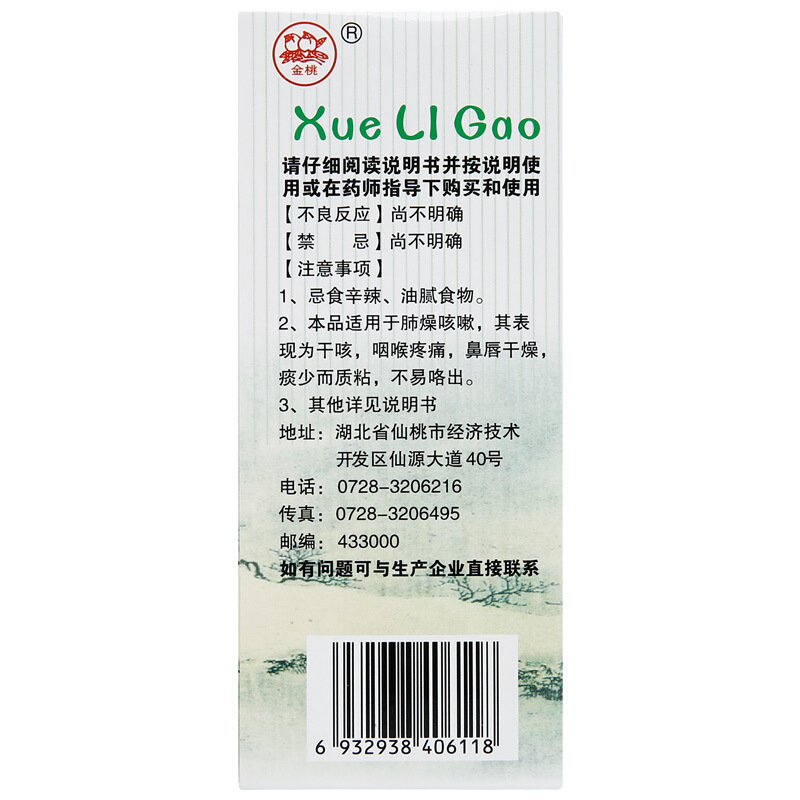 金桃
®
Xue LI Gao
请仔细阅读说明书并按说明使
用或在药师指导下购买和使用
【不良反应】尚不明确
【禁　　忌】尚不明确
【注意事项】
1、忌食辛辣、油腻食物。
2、本品适用于肺燥咳嗽，其表
现为干咳，咽喉疼痛，鼻唇干燥，
痰少而质粘，不易咯出。
3、其他详见说明书
地址：湖北省仙桃市经济技术
开发区仙源大道40号
电话：0728-3206216
传真：0728-3206495
邮编：433000
如有问题可与生产企业直接联系
6 932938 406118